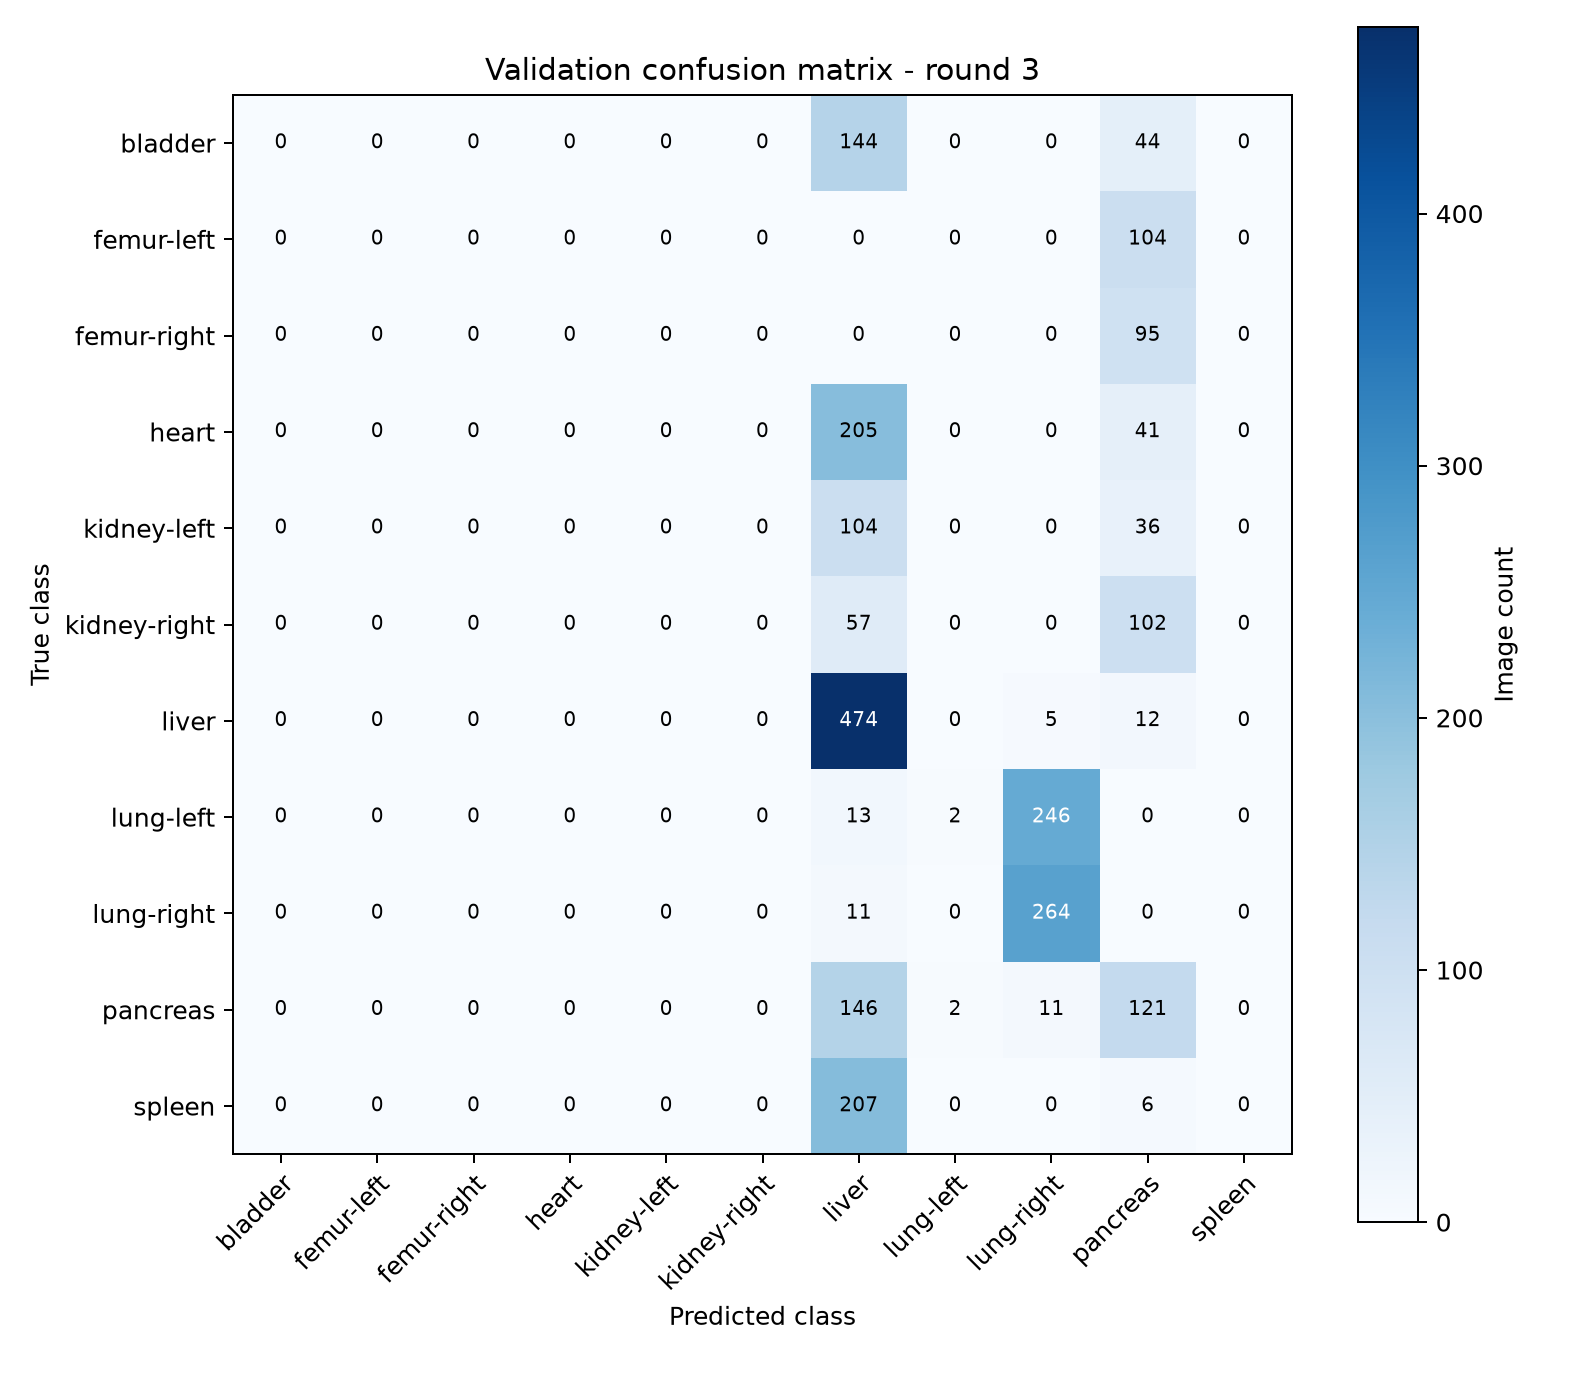 Validation confusion matrix - round 3
bladder 0 0 0 0 0 0 144 0 0 44 0
femur-left 0 0 0 0 0 0 0 0 0 104 0
femur-right 0 0 0 0 0 0 0 0 0 95 0
heart 0 0 0 0 0 0 205 0 0 41 0
kidney-left 0 0 0 0 0 0 104 0 0 36 0
kidney-right 0 0 0 0 0 0 57 0 0 102 0
liver 0 0 0 0 0 0 474 0 5 12 0
lung-left 0 0 0 0 0 0 13 2 246 0 0
lung-right 0 0 0 0 0 0 11 0 264 0 0
pancreas 0 0 0 0 0 0 146 2 11 121 0
spleen 0 0 0 0 0 0 207 0 0 6 0
True class
bladder femur-left femur-right heart kidney-left kidney-right liver lung-left lung-right pancreas spleen
Predicted class
400
300
200
100
0
Image count